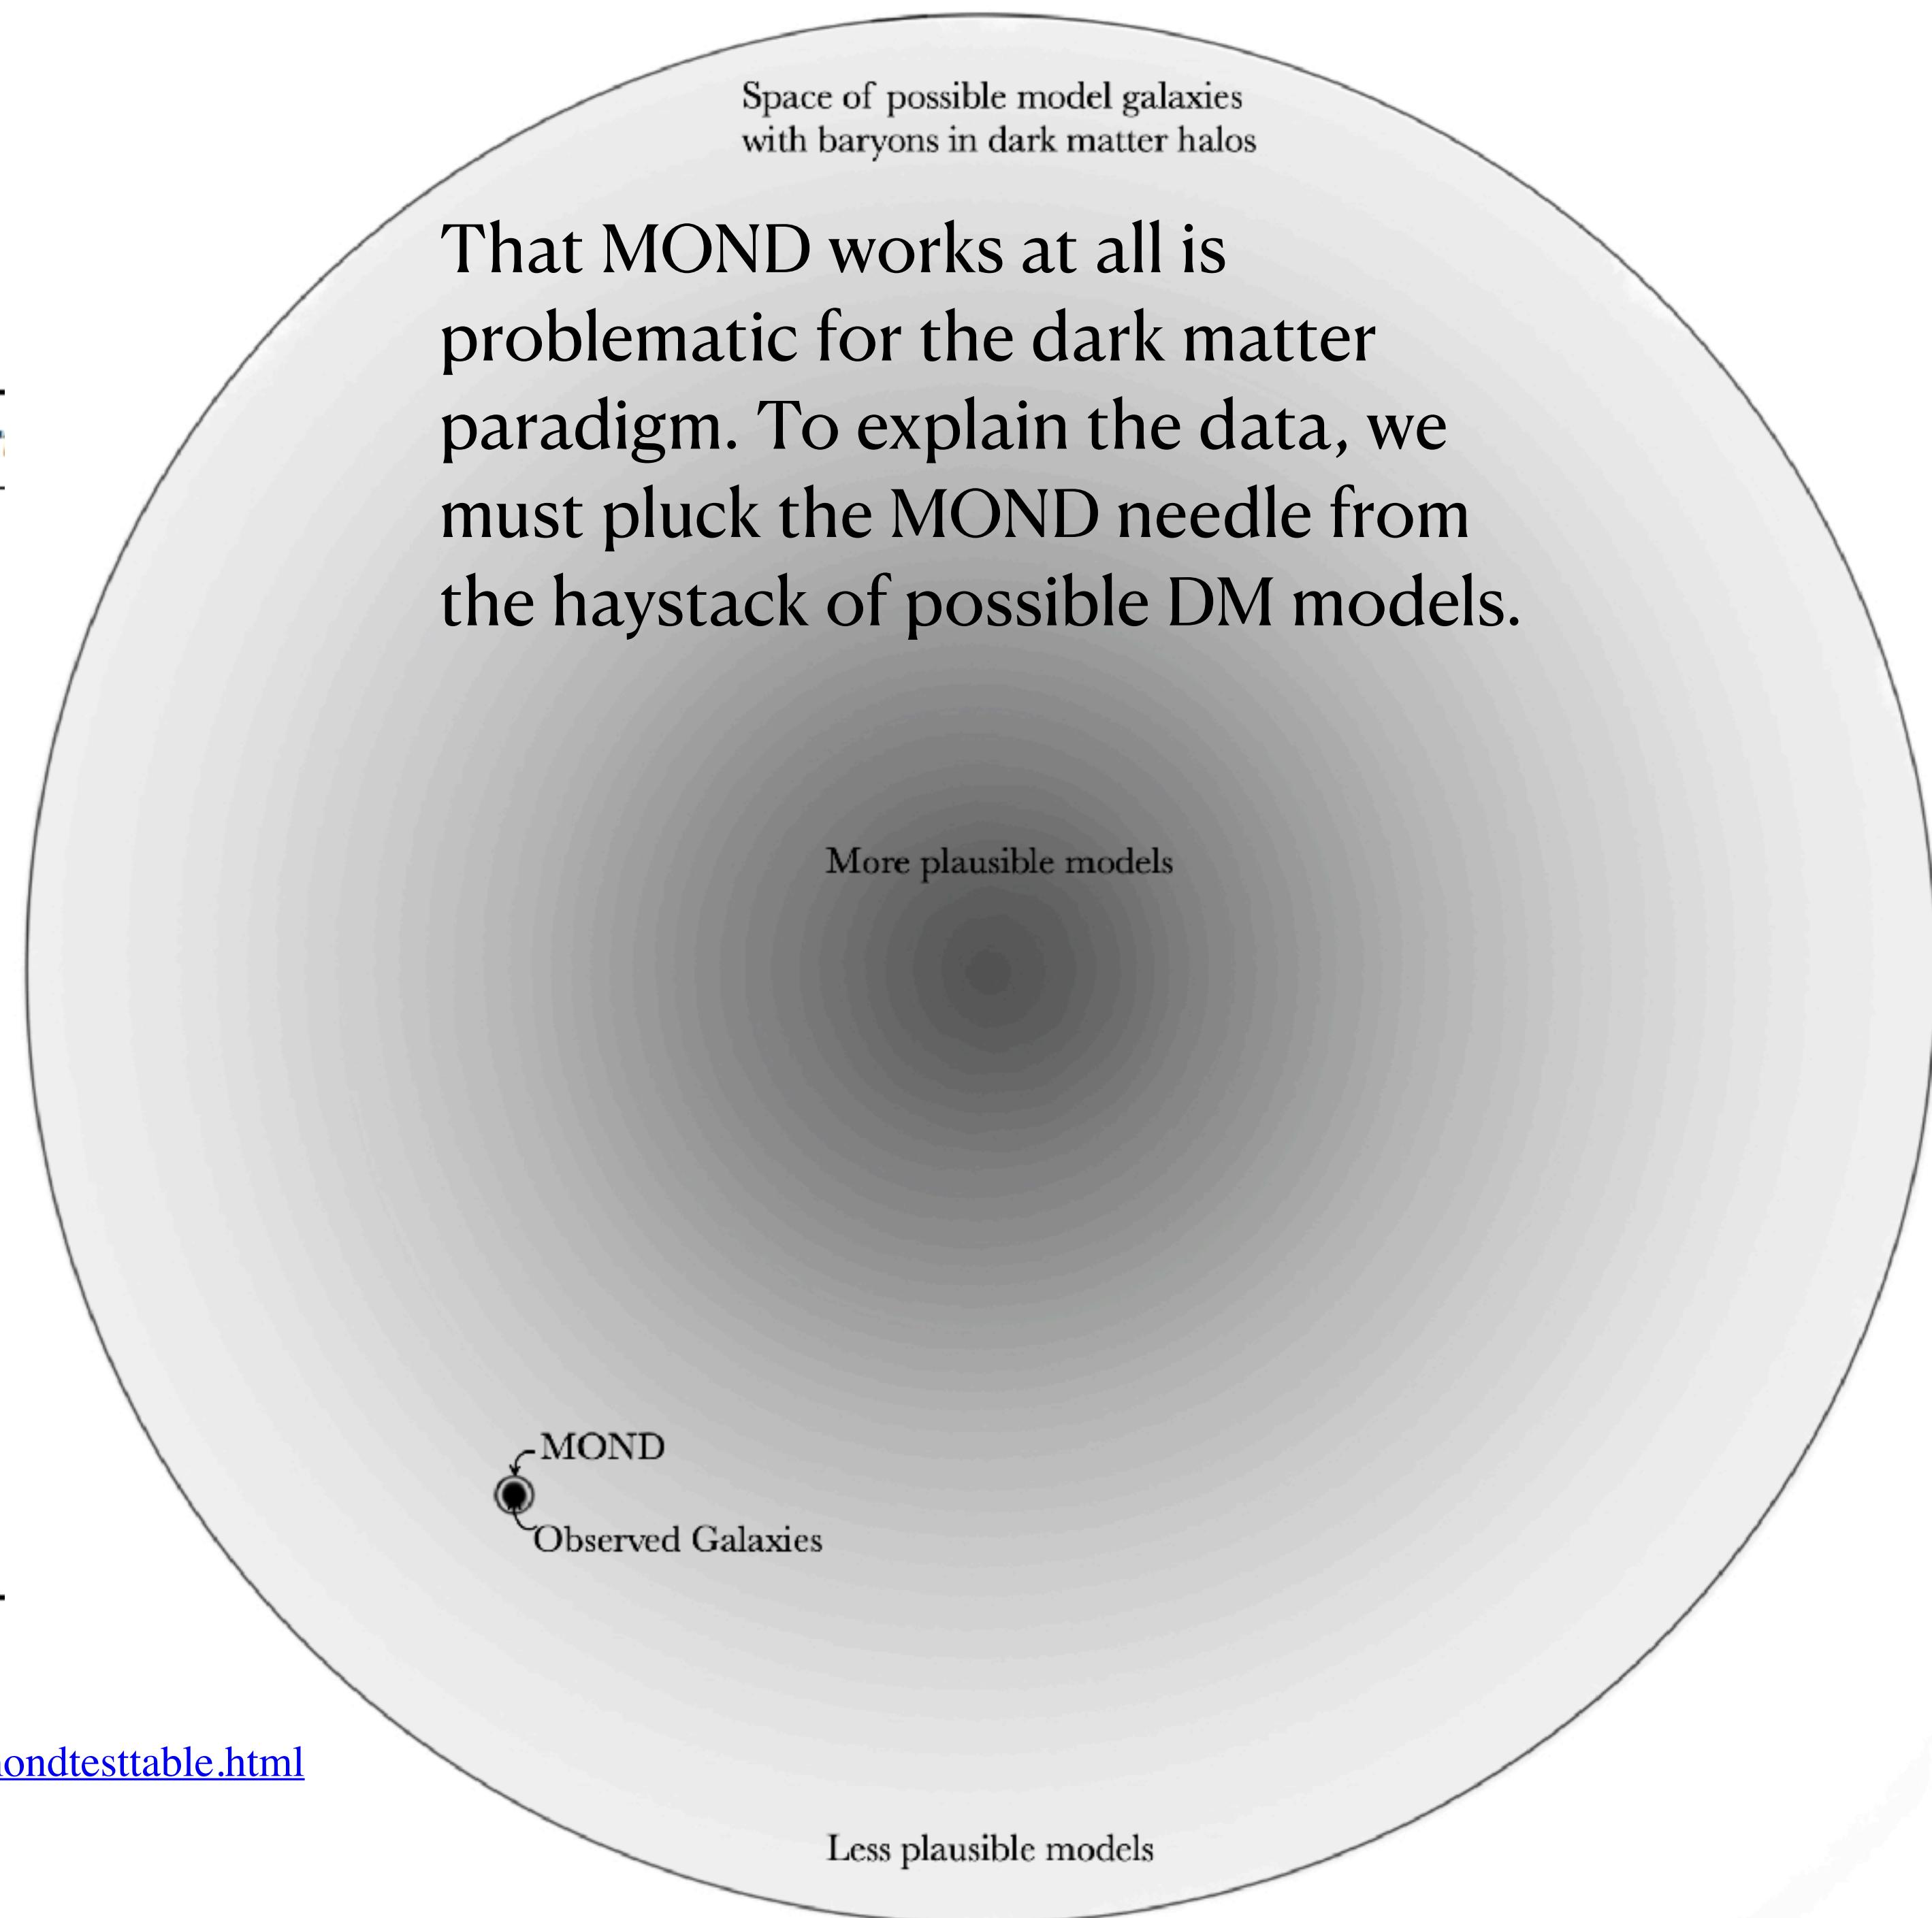 Space of possible model galaxies
with baryons in dark matter halos
That MOND works at all is
problematic for the dark matter
paradigm. To explain the data, we
must pluck the MOND needle from
the haystack of possible DM models.
More plausible models
MOND
Observed Galaxies
ondtesttable.html
Less plausible models